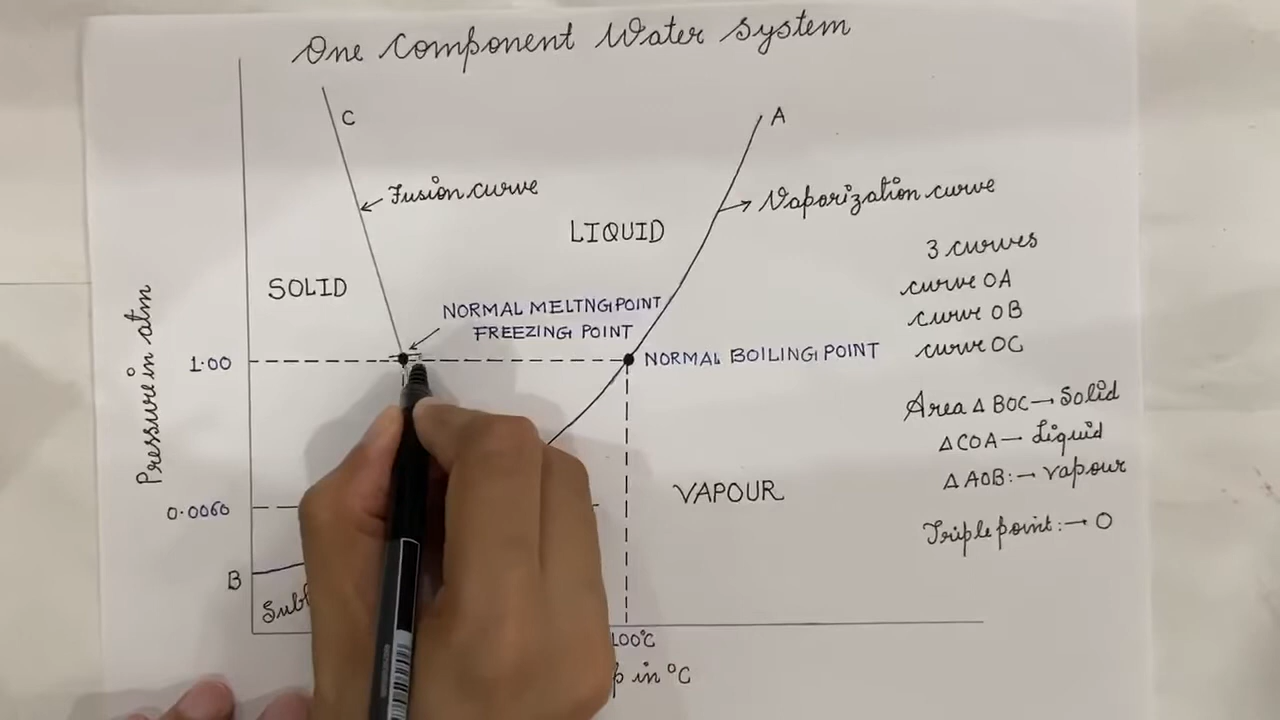 One Component Water System
C
A
Fusion curve
Vaporization curve
LIQUID
3 curves
SOLID
curve OA
NORMAL MELTNG POINT
curve OB
FREEZING POINT
curve OC
1.00
NORMAL BOILING POINT
Pressure in atm
Area Δ BOC → Solid
Δ COA — Liquid
Δ AOB: → vapour
VAPOUR
0.0060
Triple point: → O
B
100°C
in °C